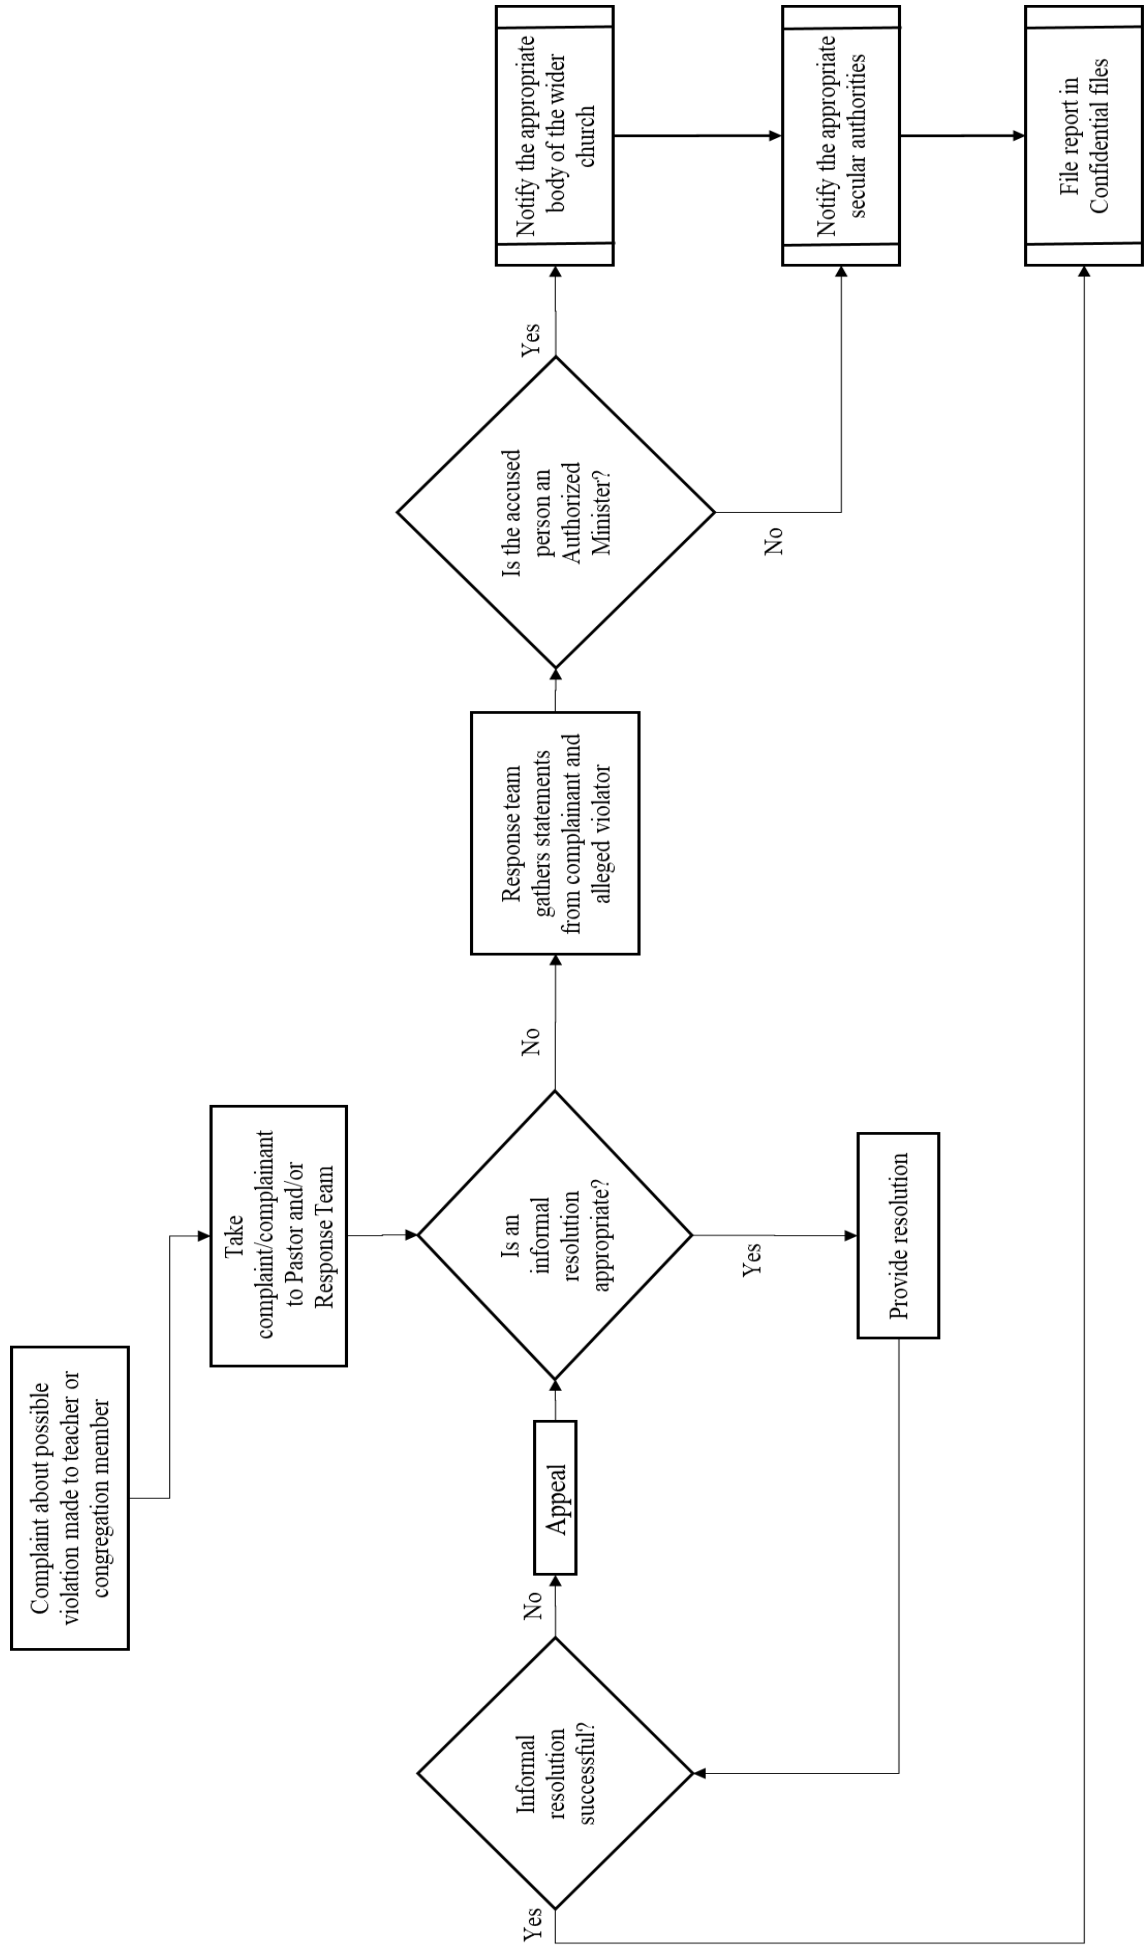 Complaint about possible
violation made to teacher or
congregation member
Take
complaint/complainant
to Pastor and/or
Response Team
Informal
resolution
successful?
Yes
No
Appeal
Is an
informal
resolution
appropriate?
No
Yes
Provide resolution
Response team
gathers statements
from complainant and
alleged violator
Is the accused
person an
Authorized
Minister?
Yes
No
Notify the appropriate
body of the wider
church
Notify the appropriate
secular authorities
File report in
Confidential files